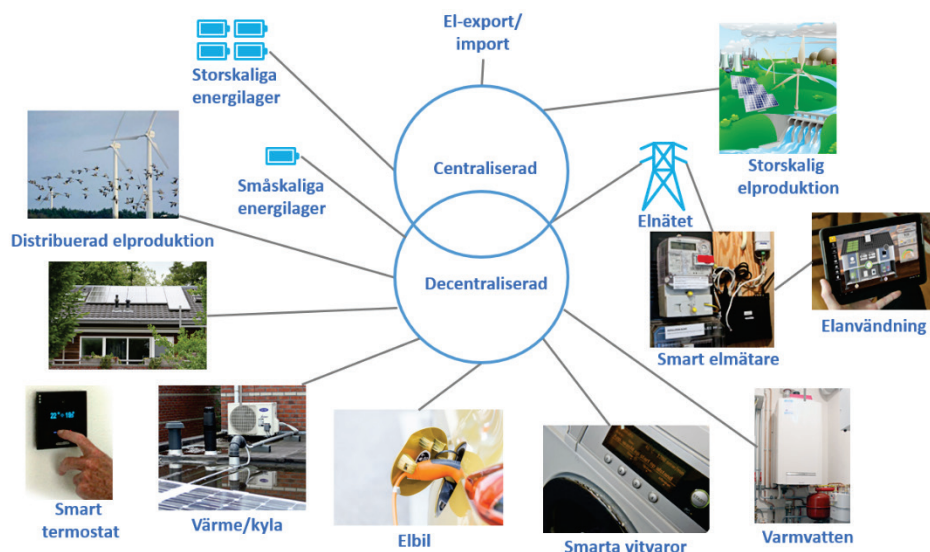 El-export/
import
Storskaliga
energilager
Centraliserad
Storskalig
elproduktion
Småskaliga
energilager
Elnätet
Distribuerad elproduktion
Decentraliserad
Smart elmätare
Elanvändning
Smart
termostat
Värme/kyla
Elbil
Smarta vitvaror
Varmvatten